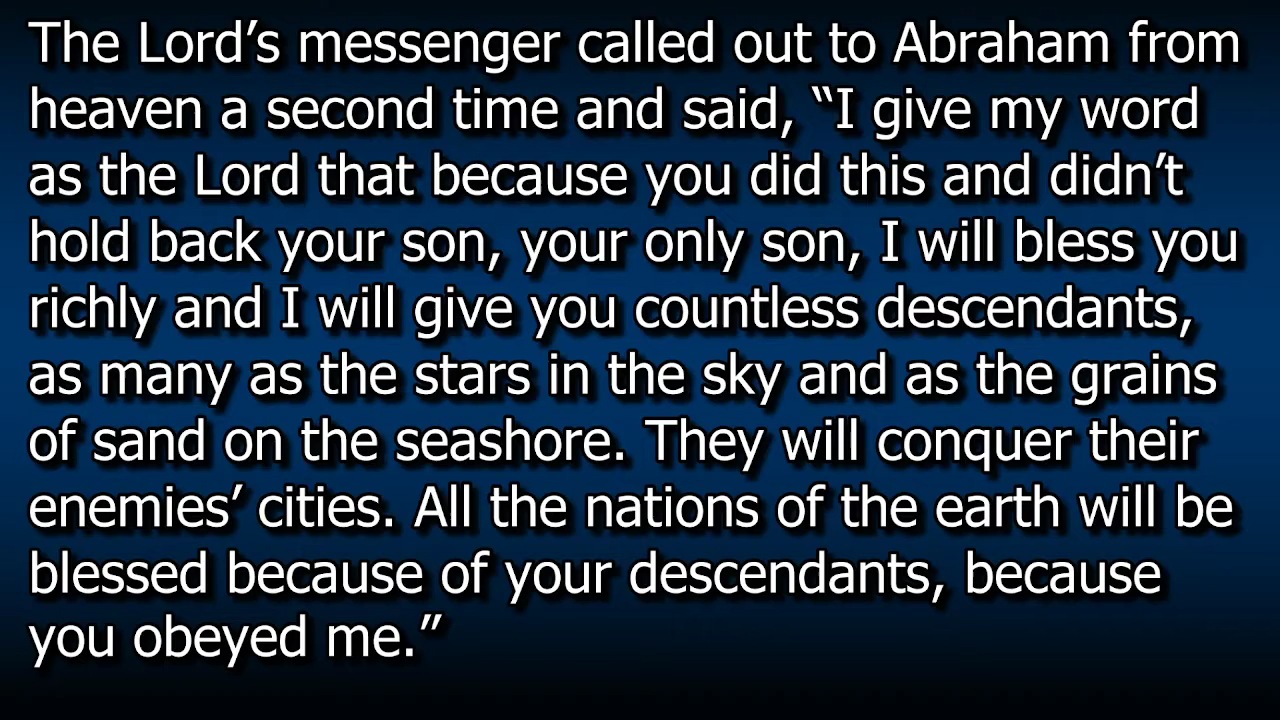 The Lord’s messenger called out to Abraham from
heaven a second time and said, “I give my word
as the Lord that because you did this and didn’t
hold back your son, your only son, I will bless you
richly and I will give you countless descendants,
as many as the stars in the sky and as the grains
of sand on the seashore. They will conquer their
enemies’ cities. All the nations of the earth will be
blessed because of your descendants, because
you obeyed me.”